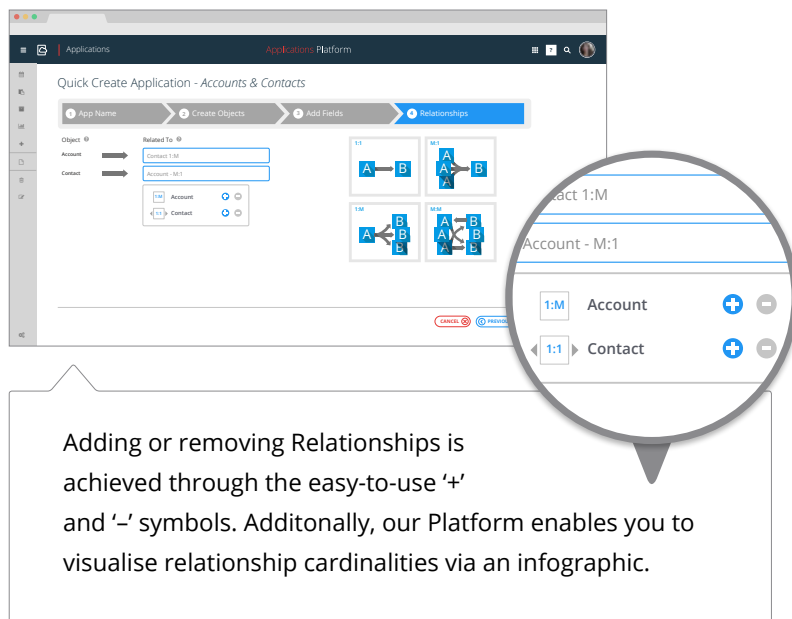 Applications
Applications Platform
?
Quick Create Application - Accounts & Contacts
1 App Name
2 Create Objects
3 Add Fields
4 Relationships
Object
Related To
Account
Contact 1:M
Contact
Account - M:1
1:M Account
1:1 Contact
1:1
A B
M:1
A
A B
A
1:M
B
A B
B
M:M
A B
A B
A B
CANCEL
PREVIOU
tact 1:M
Account - M:1
1:M Account
1:1 Contact
Adding or removing Relationships is
achieved through the easy-to-use ‘+’
and ‘–’ symbols. Additonally, our Platform enables you to
visualise relationship cardinalities via an infographic.